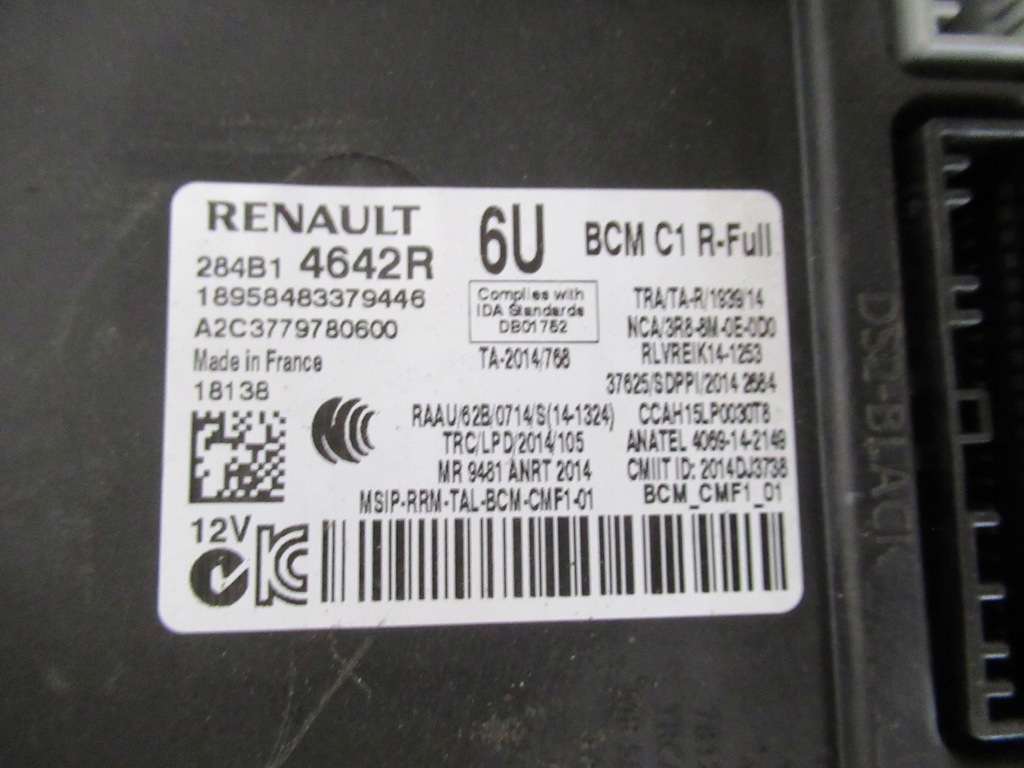 RENAULT
284B1 4642R
18958483379446
A2C3779780600
Made in France
18138
6U
BCM C1 R-Full
Complies with
IDA Standards
DB01752
TA-2014/768
TRA/TA-R/1939/14
NCA/3R8-8M-0E-0D0
RLVREIK14-1253
37625/SDPPI/2014 2684
RAAU/62B/0714/S(14-1324)
CCAH15LP0030T8
TRC/LPD/2014/105
ANATEL 4069-14-2149
MR 9481 ANRT 2014
CMIIT ID: 2014DJ3738
MSIP-RRM-TAL-BCM-CMF1-01
BCM_CMF1_01
12V